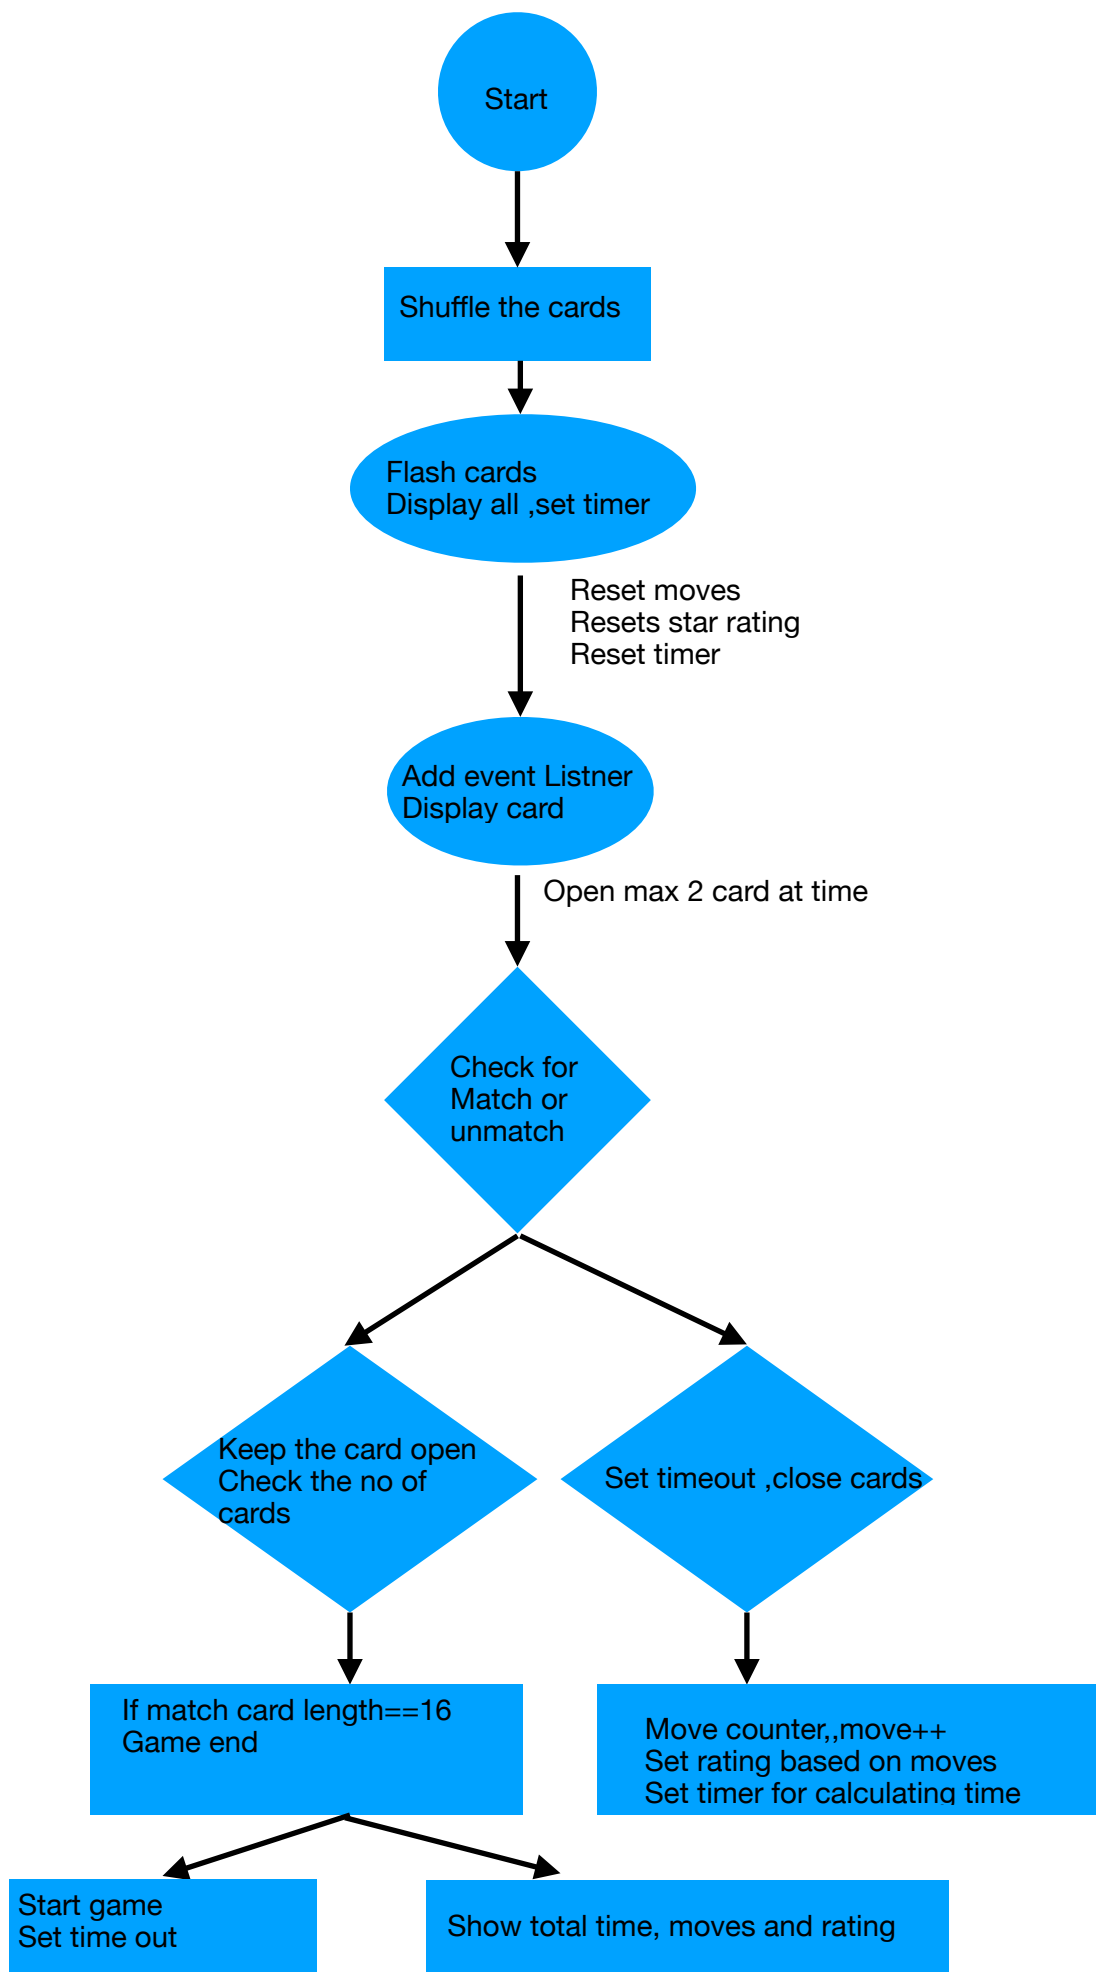 Start
Shuffle the cards
Flash cards
Display all ,set timer
Reset moves
Resets star rating
Reset timer
Add event Listner
Display card
Open max 2 card at time
Check for
Match or
unmatch
Keep the card open
Check the no of
cards
Set timeout ,close cards
If match card length==16
Game end
Move counter,,move++
Set rating based on moves
Set timer for calculating time
Start game
Set time out
Show total time, moves and rating